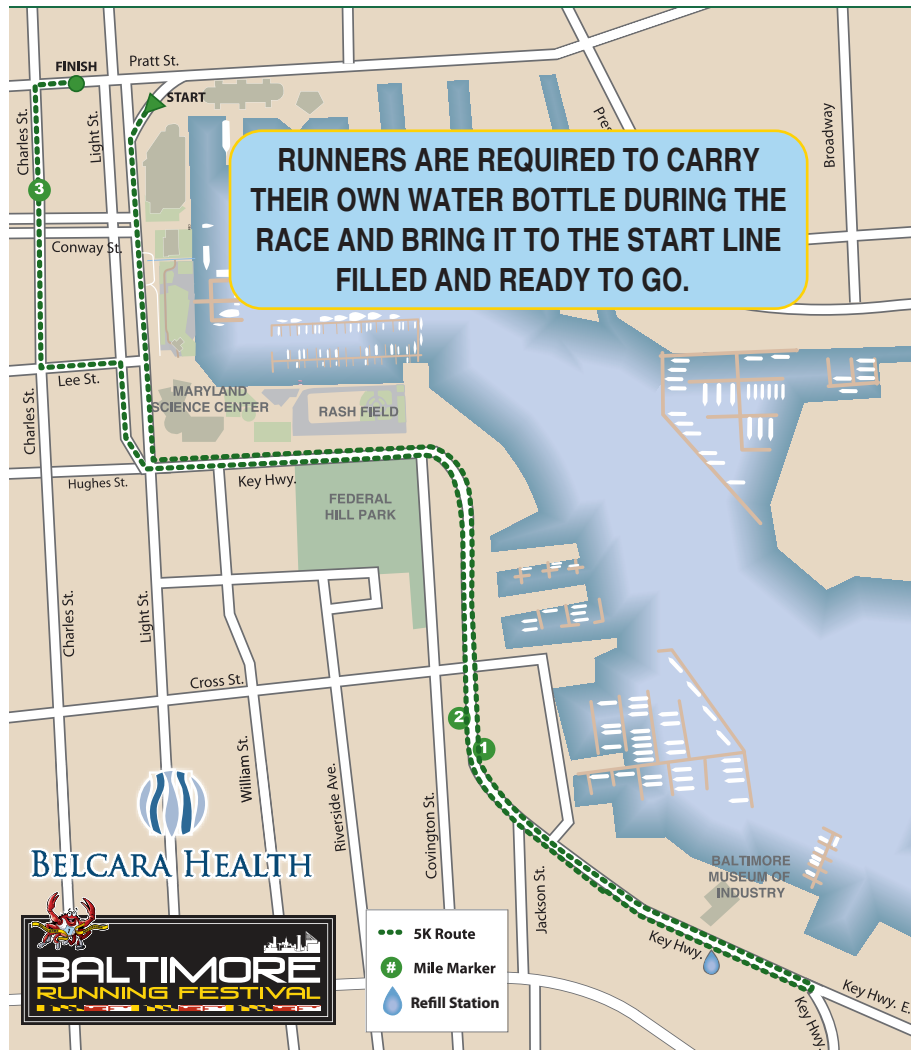 FINISH
Pratt St.
START
Charles St.
Light St.
Broadway
RUNNERS ARE REQUIRED TO CARRY
THEIR OWN WATER BOTTLE DURING THE
RACE AND BRING IT TO THE START LINE
FILLED AND READY TO GO.
3
Conway St.
Lee St.
MARYLAND
SCIENCE CENTER
RASH FIELD
Charles St.
Hughes St.
Key Hwy.
FEDERAL
HILL PARK
Charles St.
Light St.
Cross St.
2
1
William St.
Riverside Ave.
Covington St.
Jackson St.
BELCARA HEALTH
BALTIMORE
MUSEUM OF
INDUSTRY
Key Hwy.
Key Hwy. E.
Key Hwy.
BALTIMORE
RUNNING FESTIVAL
5K Route
# Mile Marker
Refill Station